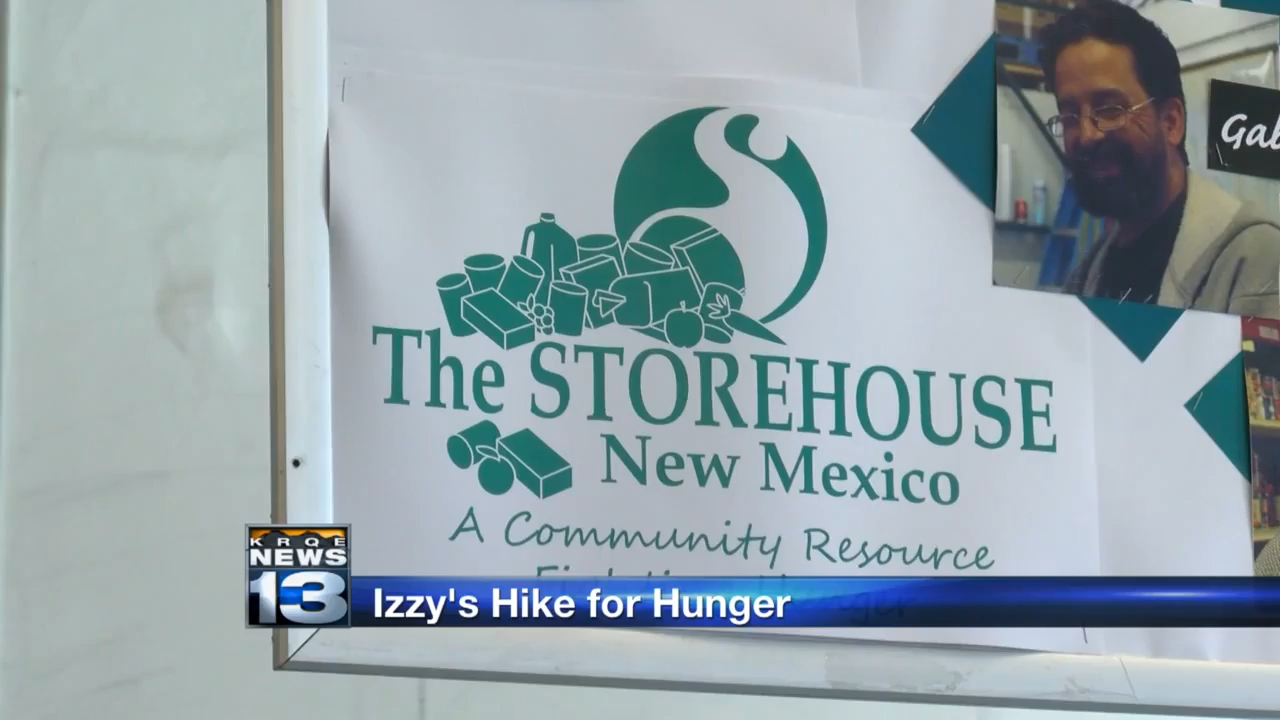 The STOREHOUSE
New Mexico
A Community Resource
Gab
KRQE
NEWS
13
Izzy's Hike for Hunger